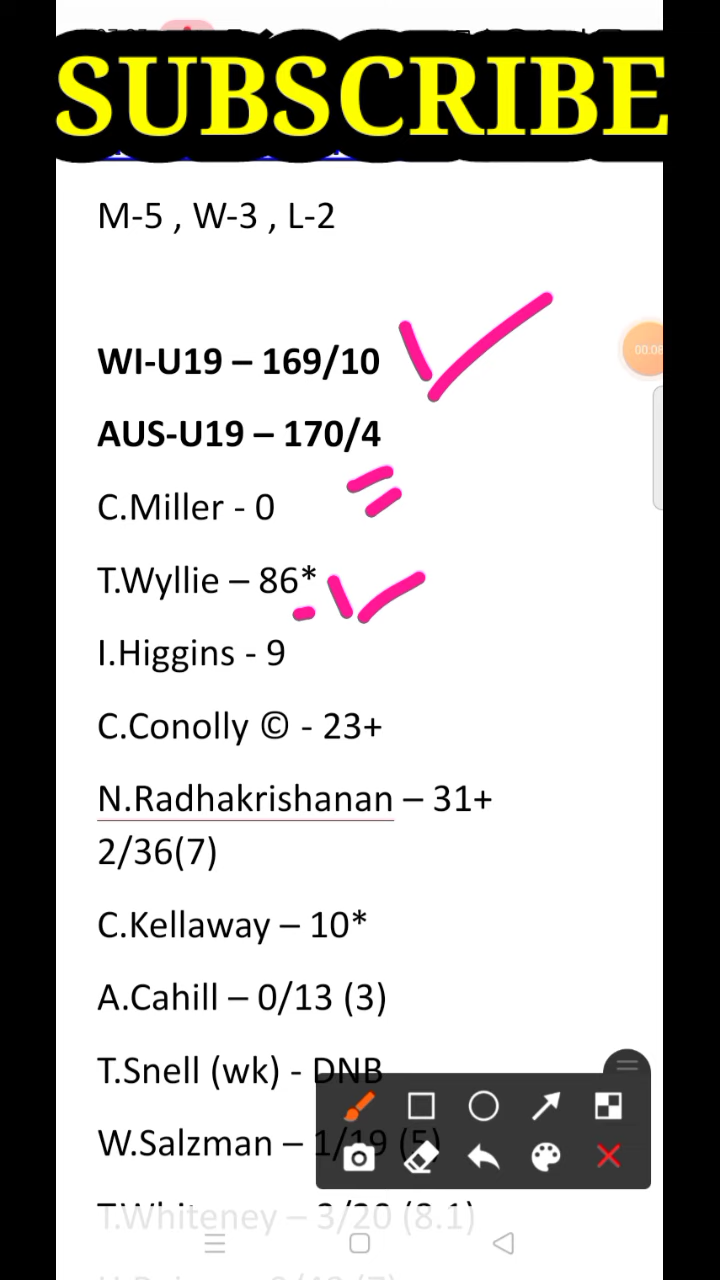 SUBSCRIBE
M-5 , W-3 , L-2
WI-U19 – 169/10
00:08
AUS-U19 – 170/4
C.Miller - 0
T.Wyllie – 86*
I.Higgins - 9
C.Conolly © - 23+
N.Radhakrishanan – 31+
2/36(7)
C.Kellaway – 10*
A.Cahill – 0/13 (3)
T.Snell (wk) - DNB
W.Salzman – 1/19 (5)
T.Whiteney – 3/20 (8.1)